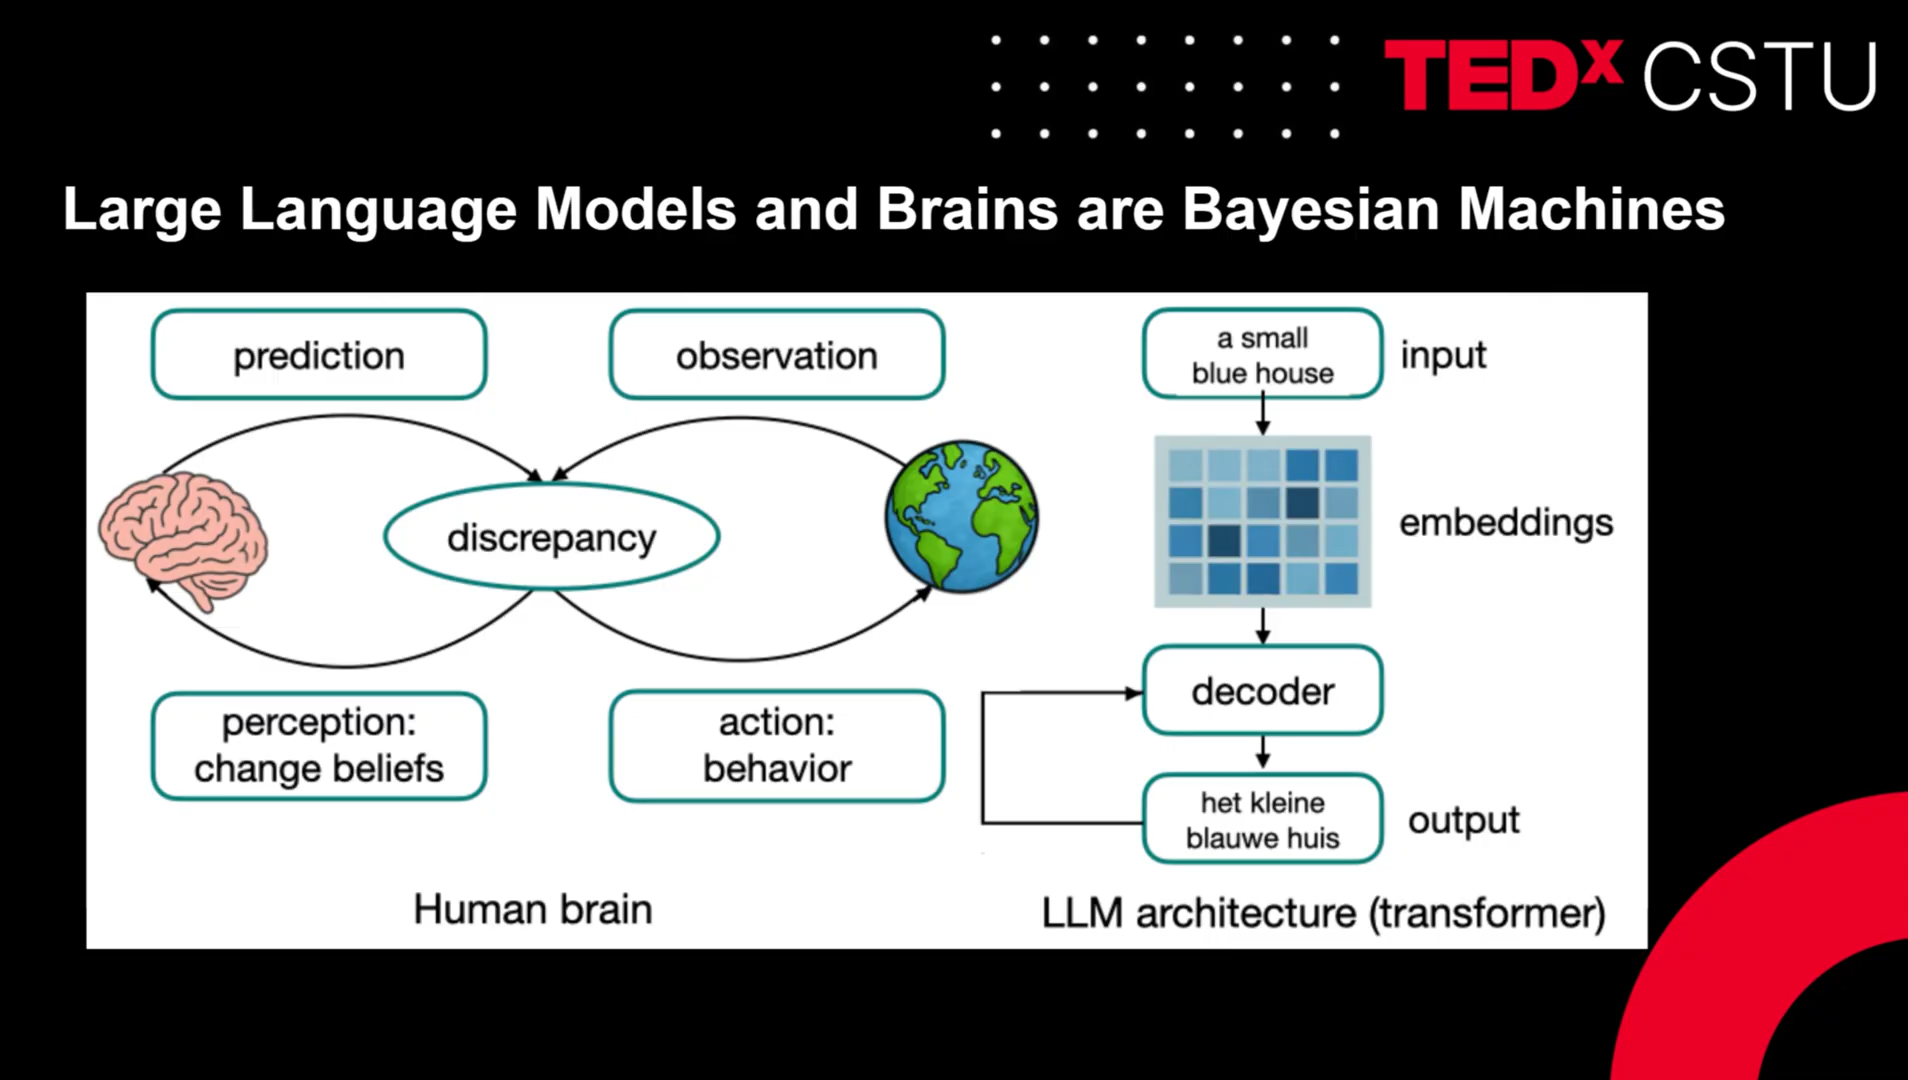 TEDx CSTU
Large Language Models and Brains are Bayesian Machines
prediction
observation
discrepancy
perception:
change beliefs
action:
behavior
Human brain
a small
blue house
input
embeddings
decoder
het kleine
blauwe huis
output
LLM architecture (transformer)